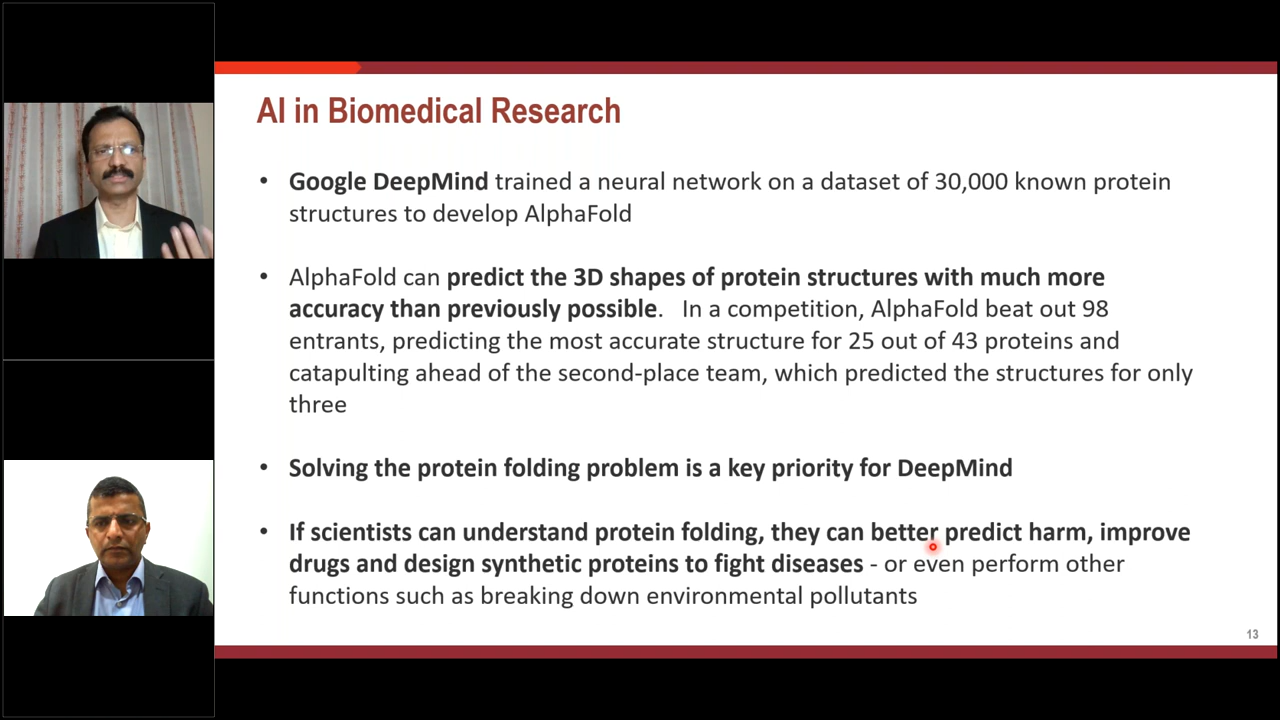 AI in Biomedical Research
• Google DeepMind trained a neural network on a dataset of 30,000 known protein
structures to develop AlphaFold
• AlphaFold can predict the 3D shapes of protein structures with much more
accuracy than previously possible. In a competition, AlphaFold beat out 98
entrants, predicting the most accurate structure for 25 out of 43 proteins and
catapulting ahead of the second-place team, which predicted the structures for only
three
• Solving the protein folding problem is a key priority for DeepMind
• If scientists can understand protein folding, they can better predict harm, improve
drugs and design synthetic proteins to fight diseases - or even perform other
functions such as breaking down environmental pollutants
13